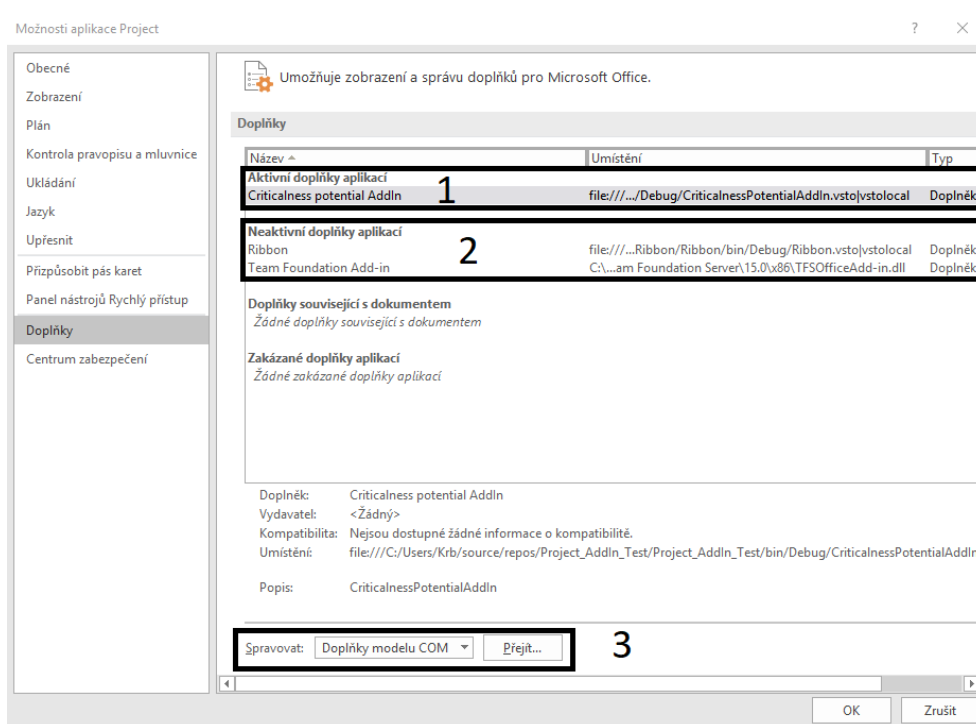 Možnosti aplikace Project
?
Obecné
Zobrazení
Plán
Kontrola pravopisu a mluvnice
Ukládání
Jazyk
Upřesnit
Přizpůsobit pás karet
Panel nástrojů Rychlý přístup
Doplňky
Centrum zabezpečení
Umožňuje zobrazení a správu doplňků pro Microsoft Office.
Doplňky
Název Umístění Typ
Aktivní doplňky aplikací
Criticalness potential AddIn file:///.../Debug/CriticalnessPotentialAddIn.vsto|vstolocal Doplněk
1
Neaktivní doplňky aplikací
Ribbon file:///...Ribbon/Ribbon/bin/Debug/Ribbon.vsto|vstolocal Doplněk
Team Foundation Add-in C:\...am Foundation Server\15.0\x86\TFSOfficeAdd-in.dll Doplněk
2
Doplňky související s dokumentem
Žádné doplňky související s dokumentem
Zakázané doplňky aplikací
Žádné zakázané doplňky aplikací
Doplněk: Criticalness potential AddIn
Vydavatel: <Žádný>
Kompatibilita: Nejsou dostupné žádné informace o kompatibilitě.
Umístění: file:///C:/Users/Krb/source/repos/Project_AddIn_Test/Project_AddIn_Test/bin/Debug/CriticalnessPotentialAddIn
Popis: CriticalnessPotentialAddIn
Spravovat: Doplňky modelu COM Přejít...
3
OK Zrušit